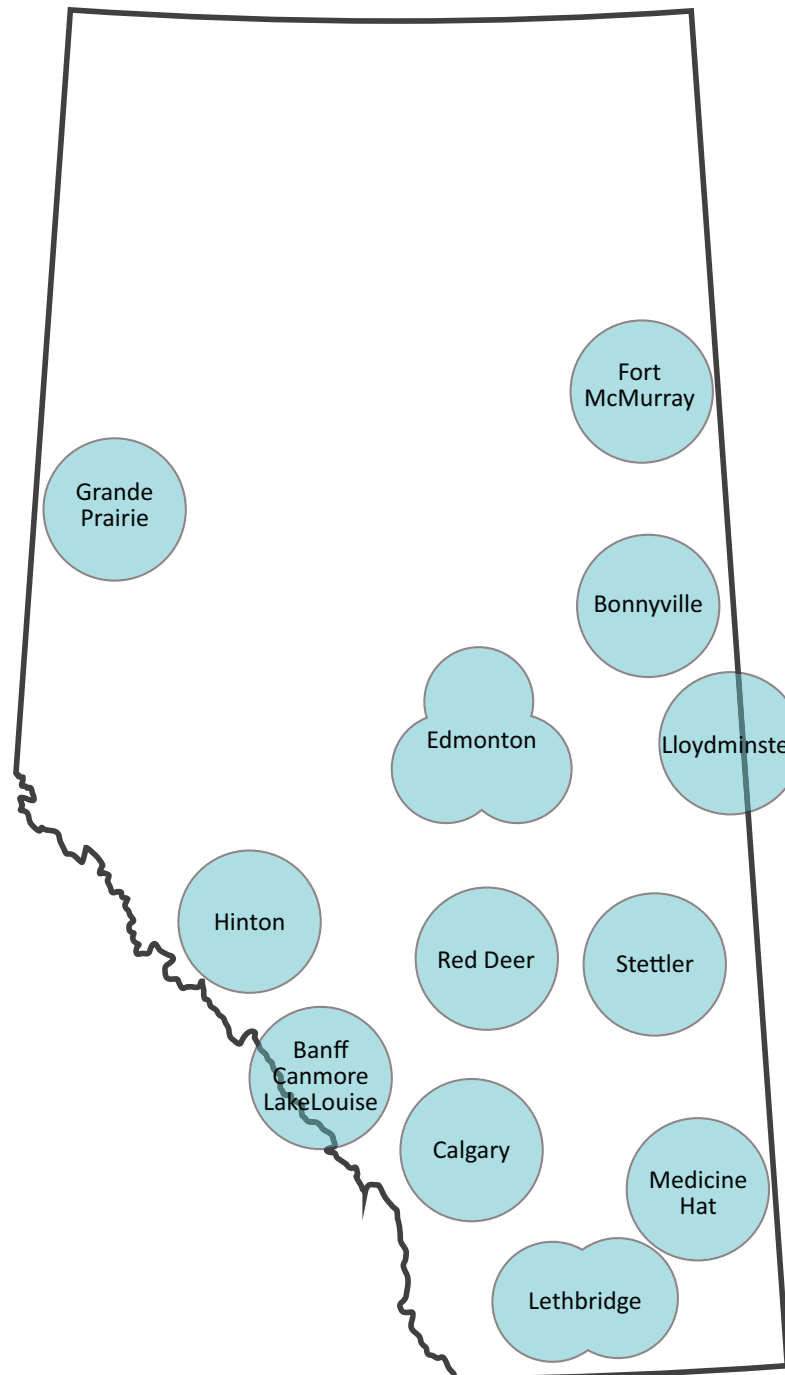 Fort
McMurray
Grande
Prairie
Bonnyville
Edmonton
Lloydminste
Hinton
Red Deer
Stettler
Banff
Canmore
LakeLouise
Calgary
Medicine
Hat
Lethbridge